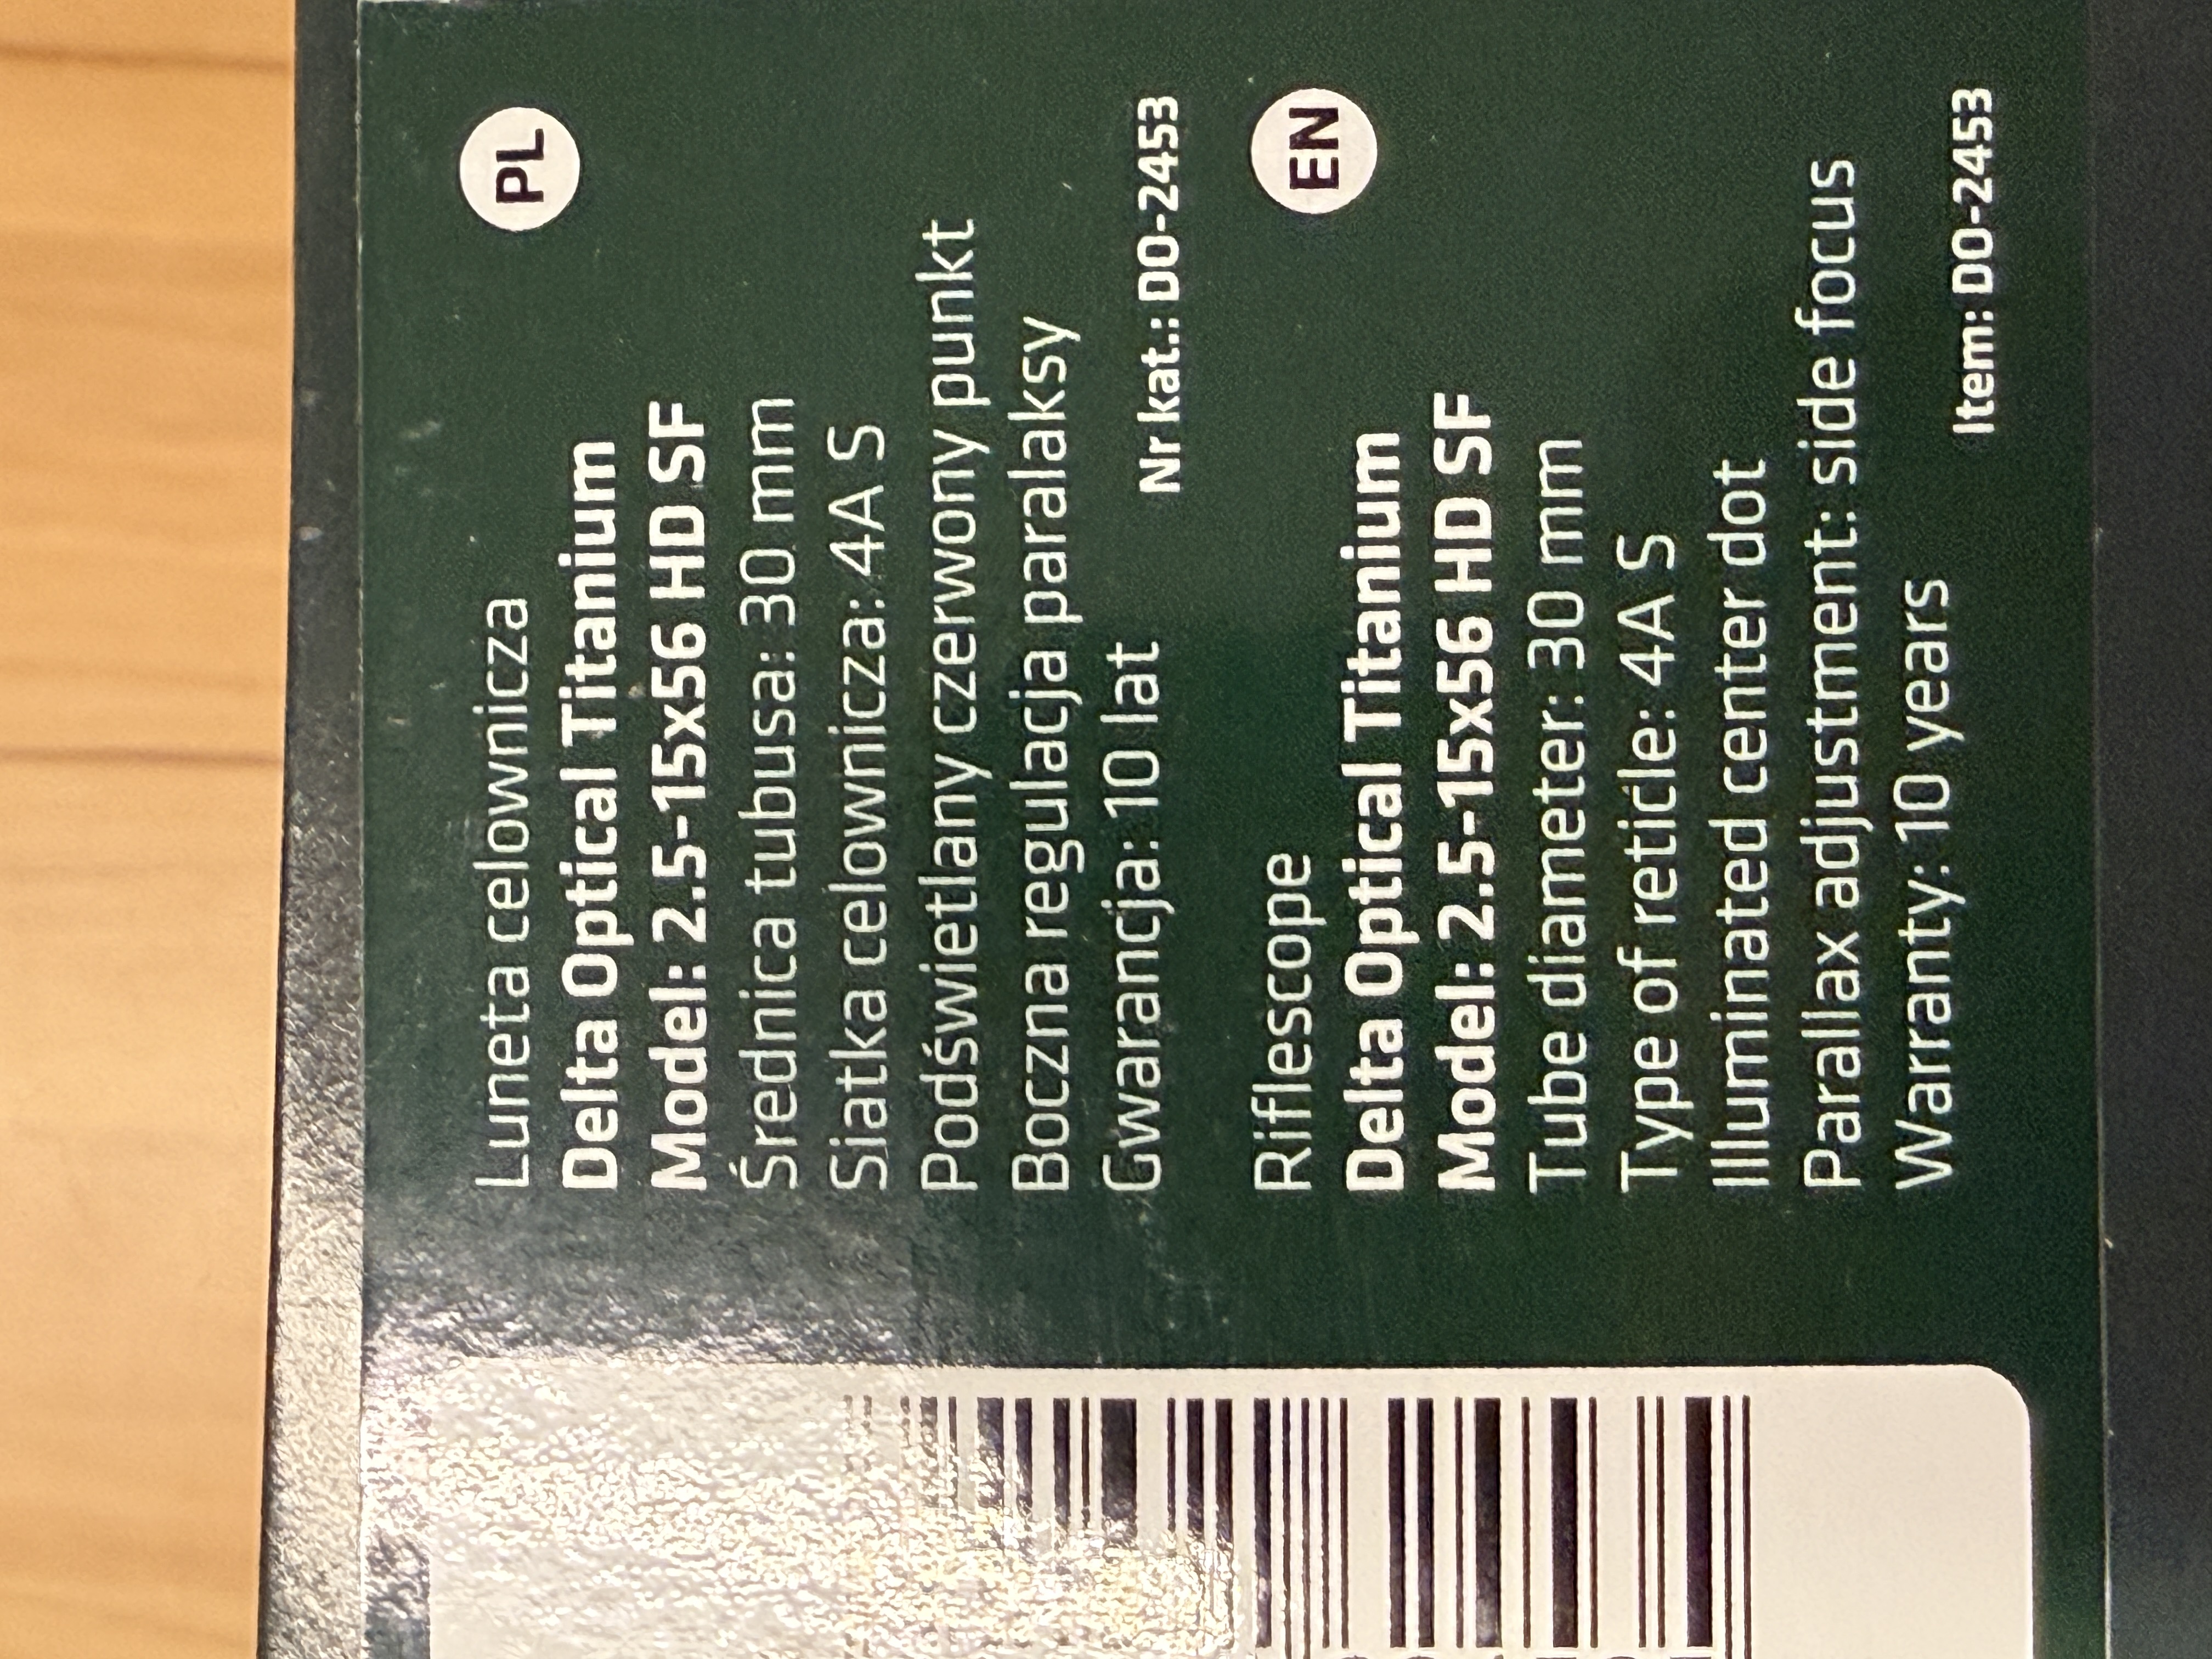 PL
Luneta celownicza
Delta Optical Titanium
Model: 2.5-15x56 HD SF
Średnica tubusa: 30 mm
Siatka celownicza: 4A S
Podświetlany czerwony punkt
Boczna regulacja paralaksy
Gwarancja: 10 lat
Nr kat.: DO-2453
EN
Riflescope
Delta Optical Titanium
Model: 2.5-15x56 HD SF
Tube diameter: 30 mm
Type of reticle: 4A S
Illuminated center dot
Parallax adjustment: side focus
Warranty: 10 years
Item: DO-2453